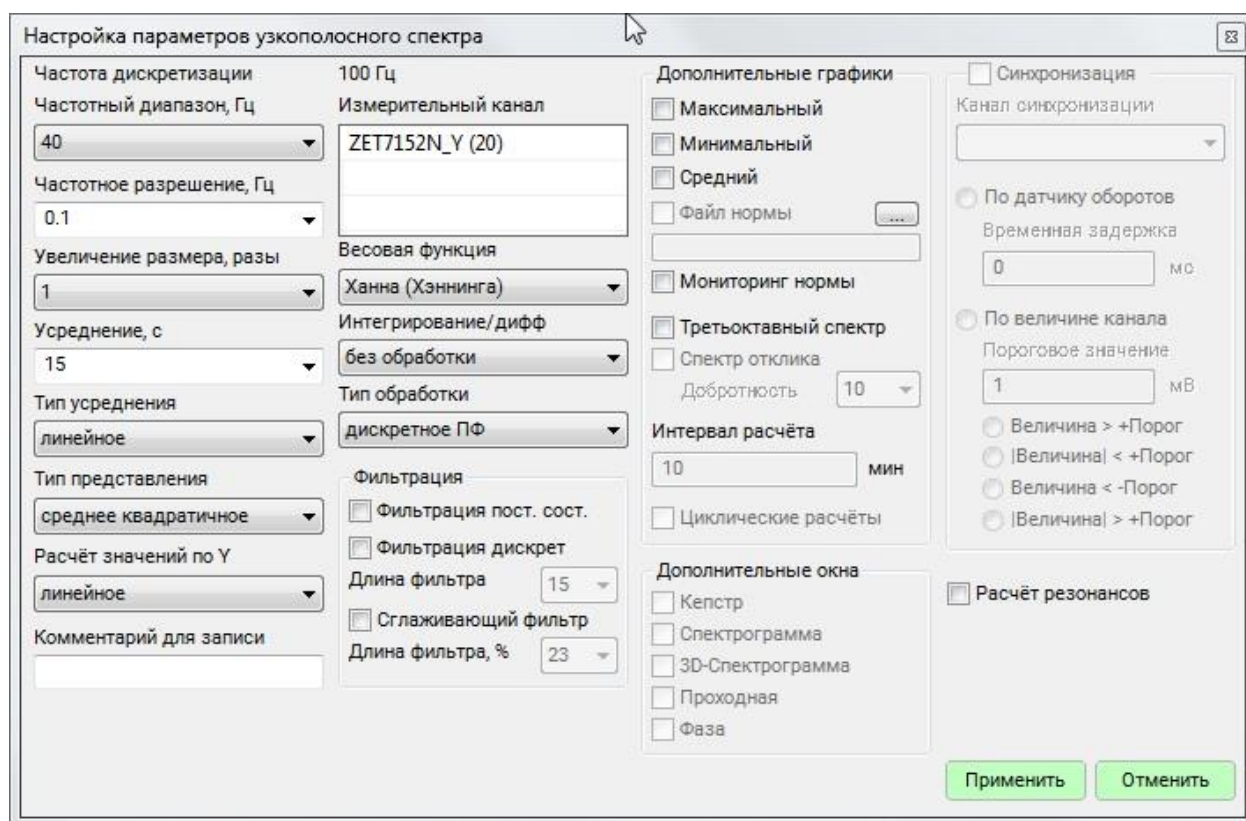 Настройка параметров узкополосного спектра
Частота дискретизации
Частотный диапазон, Гц
40
Частотное разрешение, Гц
0.1
Увеличение размера, разы
1
Усреднение, с
15
Тип усреднения
линейное
Тип представления
среднее квадратичное
Расчёт значений по Y
линейное
Комментарий для записи
100 Гц
Измерительный канал
ZET7152N_Y (20)
Весовая функция
Ханна (Хэннинга)
Интегрирование/дифф
без обработки
Тип обработки
дискретное ПФ
Фильтрация
Фильтрация пост. сост.
Фильтрация дискрет
Длина фильтра
15
Сглаживающий фильтр
Длина фильтра, %
23
Дополнительные графики
Максимальный
Минимальный
Средний
Файл нормы
...
Мониторинг нормы
Третьоктавный спектр
Спектр отклика
Добротность
10
Интервал расчёта
10
мин
Циклические расчёты
Дополнительные окна
Кепстр
Спектрограмма
3D-Спектрограмма
Проходная
Фаза
Синхронизация
Канал синхронизации
По датчику оборотов
Временная задержка
0
мс
По величине канала
Пороговое значение
1
мВ
Величина > +Порог
|Величина| < +Порог
Величина < -Порог
|Величина| > +Порог
Расчёт резонансов
Применить
Отменить